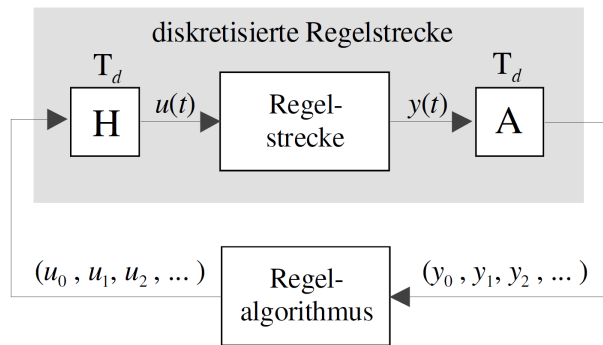 diskretisierte Regelstrecke
T_d
T_d
H
u(t)
Regel-
strecke
y(t)
A
(u_0 , u_1, u_2 , ... )
Regel-
algorithmus
(y_0 , y_1, y_2 , ... )